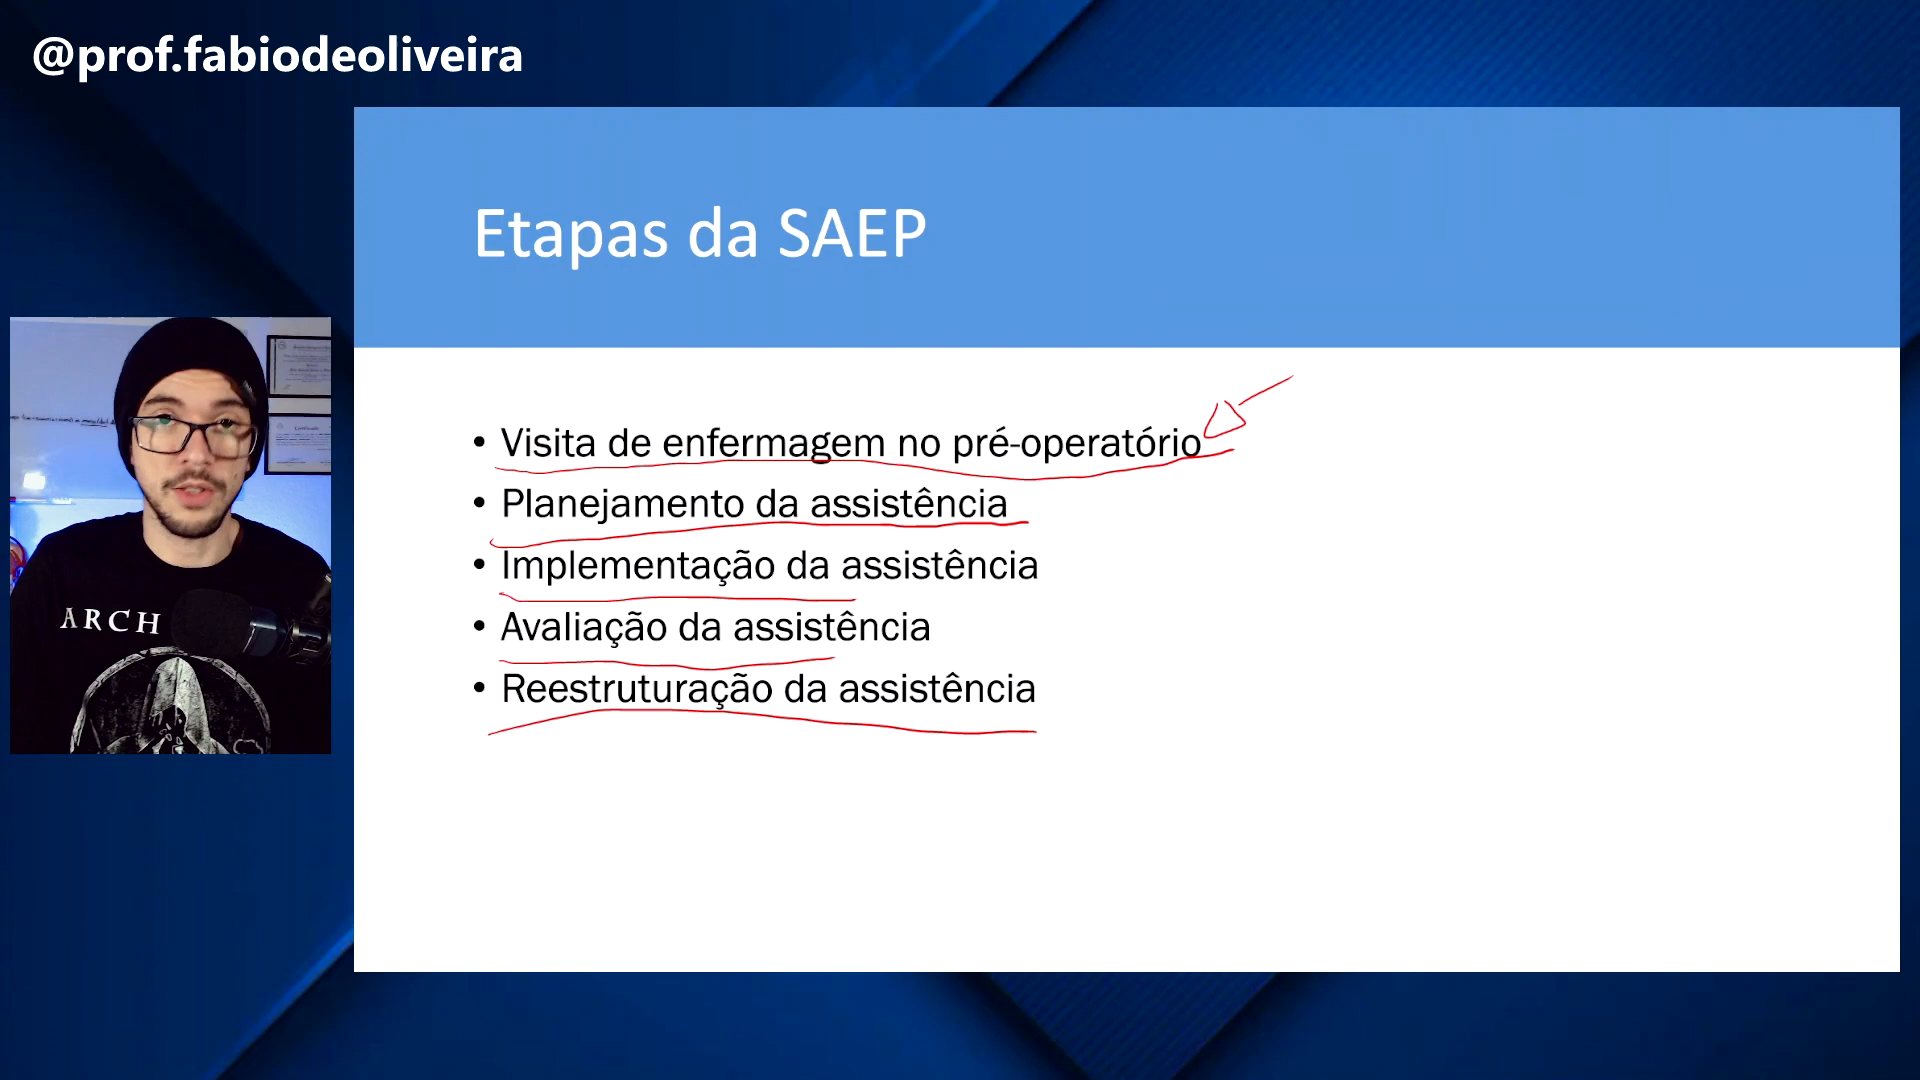 @prof.fabiodeoliveira
Etapas da SAEP
• Visita de enfermagem no pré-operatório
• Planejamento da assistência
• Implementação da assistência
• Avaliação da assistência
• Reestruturação da assistência
ARCH